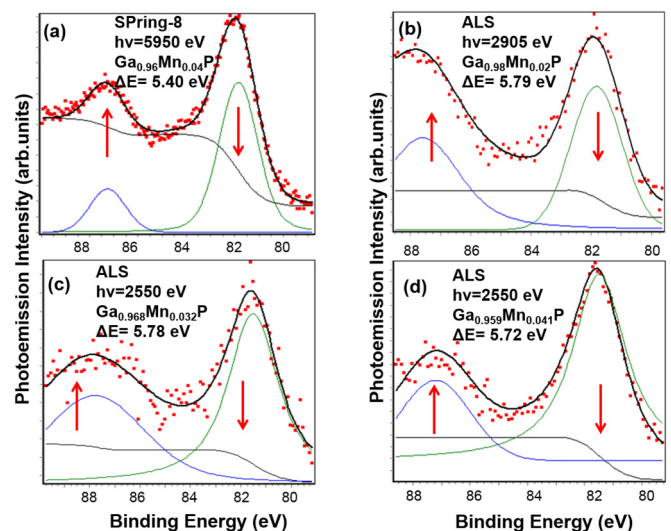 (a)
SPring-8
hν=5950 eV
Ga0.96Mn0.04P
ΔE= 5.40 eV
88 86 84 82 80
(b)
ALS
hν=2905 eV
Ga0.98Mn0.02P
ΔE= 5.79 eV
88 86 84 82 80
(c)
ALS
hν=2550 eV
Ga0.968Mn0.032P
ΔE= 5.78 eV
88 86 84 82 80
(d)
ALS
hν=2550 eV
Ga0.959Mn0.041P
ΔE= 5.72 eV
88 86 84 82 80
Photoemission Intensity (arb.units)
Photoemission Intensity (arb.units)
Binding Energy (eV)
Binding Energy (eV)